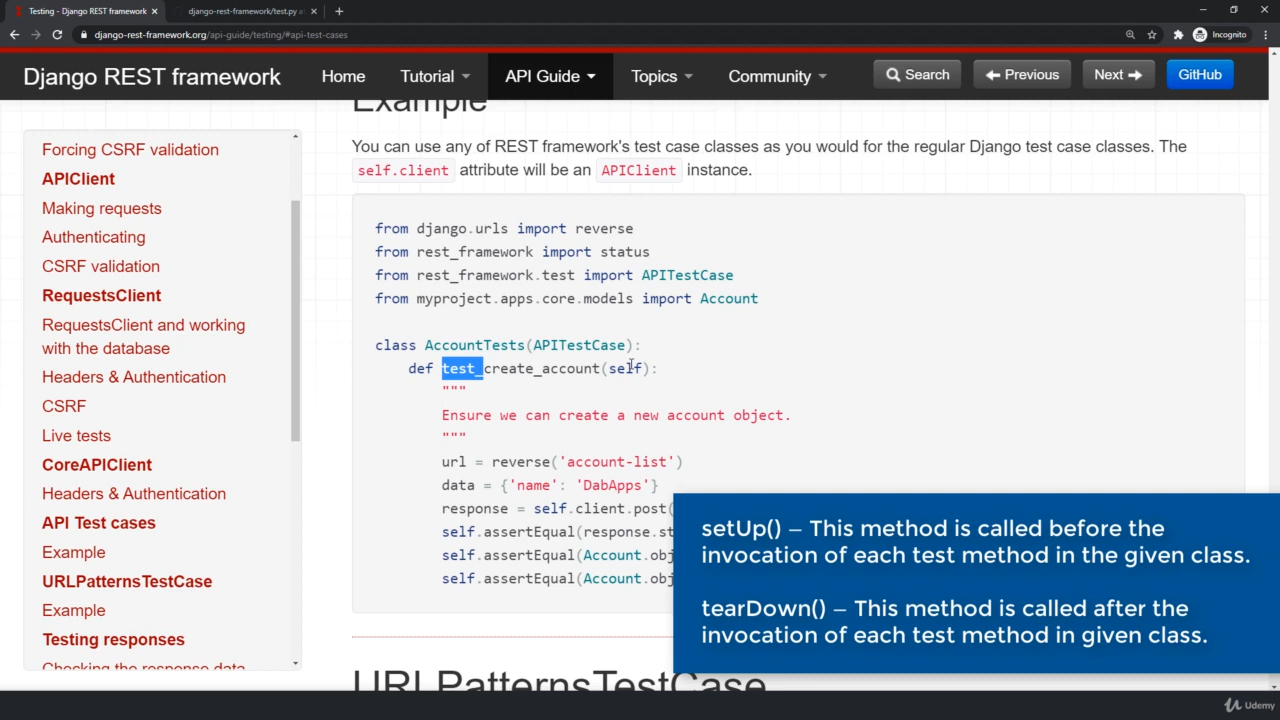 Testing - Django REST framework
django-rest-framework/test.py a
django-rest-framework.org/api-guide/testing/#api-test-cases
Incognito
Django REST framework
Home
Tutorial
API Guide
Topics
Community
Search
Previous
Next
GitHub
Forcing CSRF validation
APIClient
Making requests
Authenticating
CSRF validation
RequestsClient
RequestsClient and working
with the database
Headers & Authentication
CSRF
Live tests
CoreAPIClient
Headers & Authentication
API Test cases
Example
URLPatternsTestCase
Example
Testing responses
Checking the response data
Example
You can use any of REST framework's test case classes as you would for the regular Django test case classes. The
self.client attribute will be an APIClient instance.
from django.urls import reverse
from rest_framework import status
from rest_framework.test import APITestCase
from myproject.apps.core.models import Account
class AccountTests(APITestCase):
def test_create_account(self):
"""
Ensure we can create a new account object.
"""
url = reverse('account-list')
data = {'name': 'DabApps'}
response = self.client.post(
self.assertEqual(response.st
self.assertEqual(Account.obj
self.assertEqual(Account.obj
URLPatternsTestCase
setUp() – This method is called before the
invocation of each test method in the given class.
tearDown() – This method is called after the
invocation of each test method in given class.
Udemy